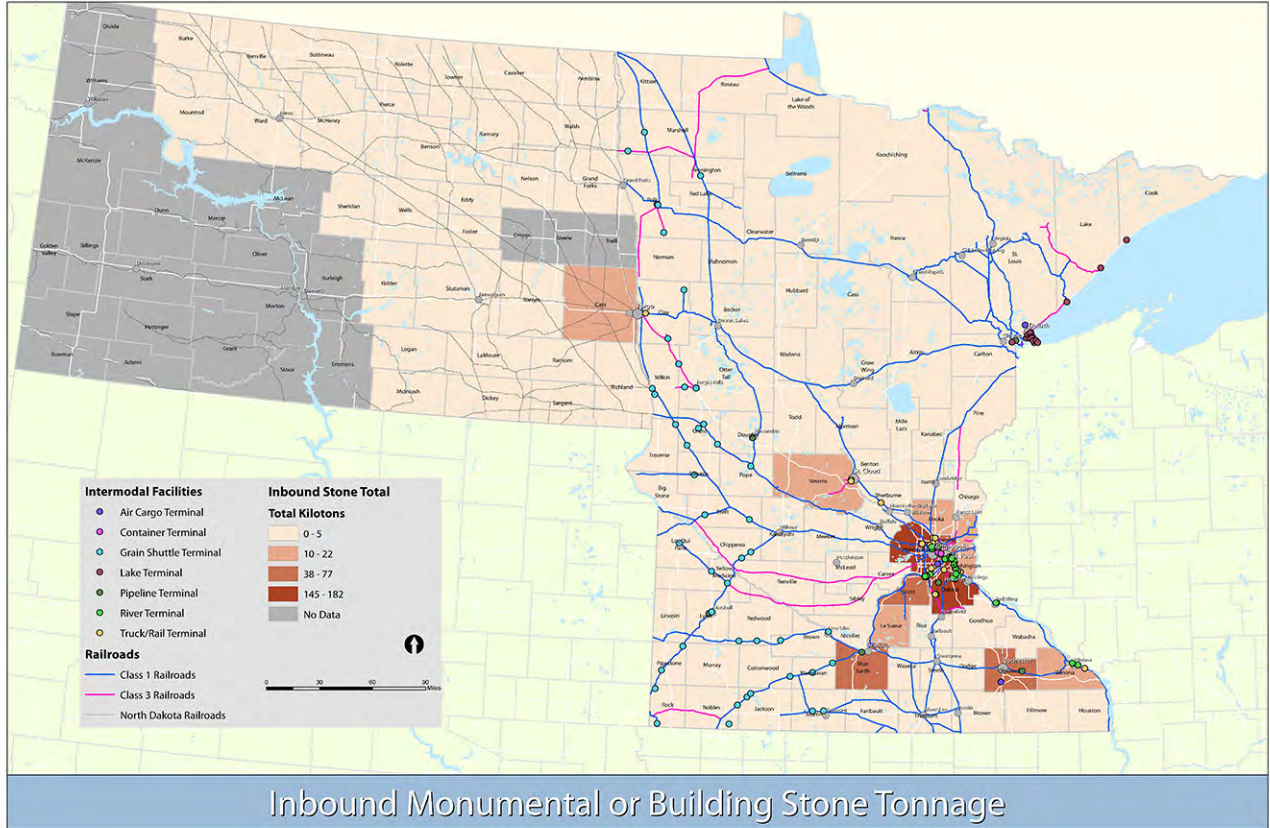 Divide
Burke
Renville
Bottineau
Rolette
Towner
Cavalier
Pembina
Kittson
Roseau
Lake of
the Woods
Williams
Mountrail
Ward
McHenry
Pierce
Ramsey
Walsh
Marshall
Koochiching
Benson
Nelson
Grand
Forks
Pennington
Red Lake
Beltrami
Cook
McKenzie
McLean
Sheridan
Wells
Eddy
Foster
Griggs
Steele
Traill
Polk
Norman
Mahnomen
Clearwater
Itasca
St.
Louis
Lake
Dunn
Mercer
Golden
Valley
Billings
Stark
Oliver
Burleigh
Kidder
Stutsman
Barnes
Cass
Clay
Becker
Hubbard
Cass
Morton
Slope
Hettinger
Grant
Bowman
Adams
Sioux
Emmons
Logan
LaMoure
Ransom
McIntosh
Dickey
Sargent
Richland
Wilkin
Otter
Tail
Wadena
Crow
Wing
Aitkin
Carlton
Duluth
Grant
Douglas
Todd
Morrison
Mille
Lacs
Kanabec
Pine
Traverse
Big
Stone
Stevens
Pope
Stearns
Benton
St. Cloud
Sherburne
Isanti
Chisago
Anoka
Swift
Kandiyohi
Meeker
Wright
Lac Qui
Parle
Chippewa
Yellow
Medicine
Renville
McLeod
Carver
Scott
Dakota
Sibley
Lincoln
Lyon
Redwood
Brown
Nicollet
Le Sueur
Rice
Goodhue
Wabasha
Pipestone
Murray
Cottonwood
Watonwan
Blue
Earth
Waseca
Steele
Dodge
Winona
Rock
Nobles
Jackson
Faribault
Mower
Fillmore
Houston
Intermodal Facilities
Air Cargo Terminal
Container Terminal
Grain Shuttle Terminal
Lake Terminal
Pipeline Terminal
River Terminal
Truck/Rail Terminal
Railroads
Class 1 Railroads
Class 3 Railroads
North Dakota Railroads
Inbound Stone Total
Total Kilotons
0 - 5
10 - 22
38 - 77
145 - 182
No Data
0 30 60 90
Miles
Inbound Monumental or Building Stone Tonnage